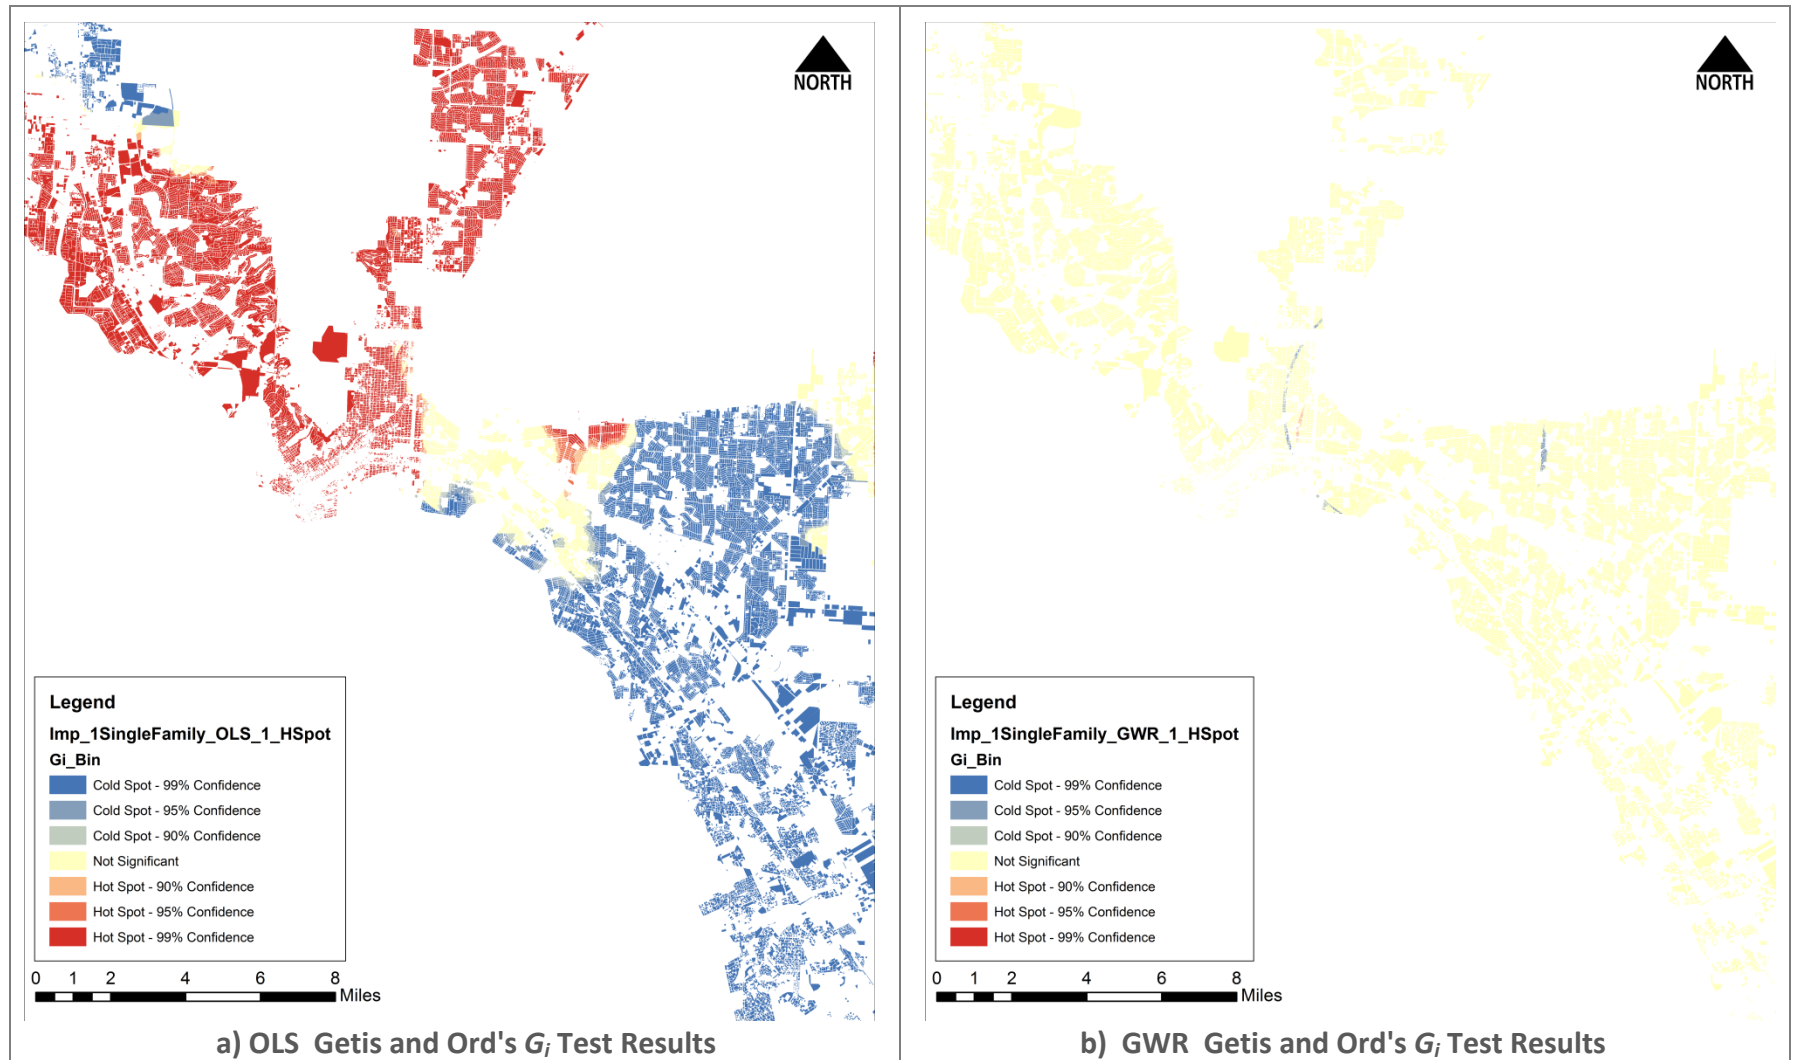 NORTH
Legend
Imp_1SingleFamily_OLS_1_HSpot
Gi_Bin
Cold Spot - 99% Confidence
Cold Spot - 95% Confidence
Cold Spot - 90% Confidence
Not Significant
Hot Spot - 90% Confidence
Hot Spot - 95% Confidence
Hot Spot - 99% Confidence
0 1 2 4 6 8
Miles
a) OLS Getis and Ord's Gi Test Results
NORTH
Legend
Imp_1SingleFamily_GWR_1_HSpot
Gi_Bin
Cold Spot - 99% Confidence
Cold Spot - 95% Confidence
Cold Spot - 90% Confidence
Not Significant
Hot Spot - 90% Confidence
Hot Spot - 95% Confidence
Hot Spot - 99% Confidence
0 1 2 4 6 8
Miles
b) GWR Getis and Ord's Gi Test Results